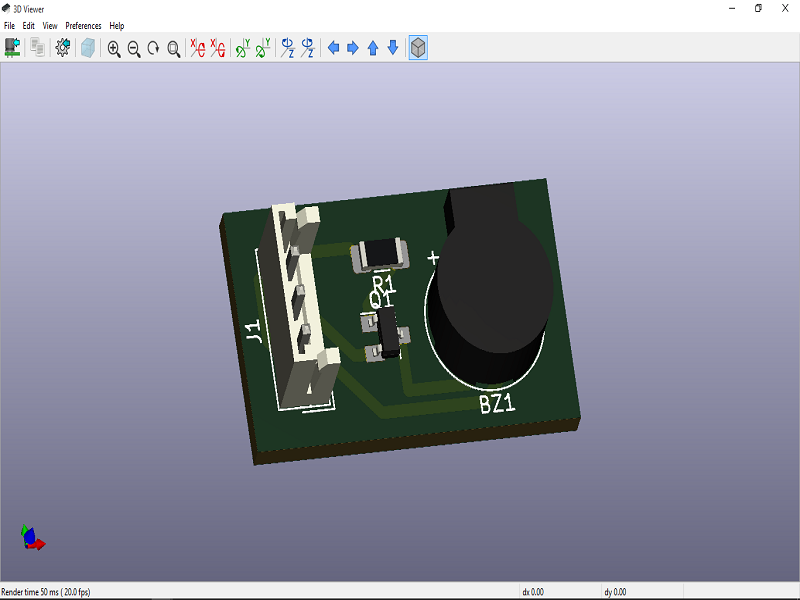 3D Viewer
File Edit View Preferences Help
J1
R1
Q1
+
BZ1
Render time 50 ms ( 20.0 fps)
dx 0.00
dy 0.00